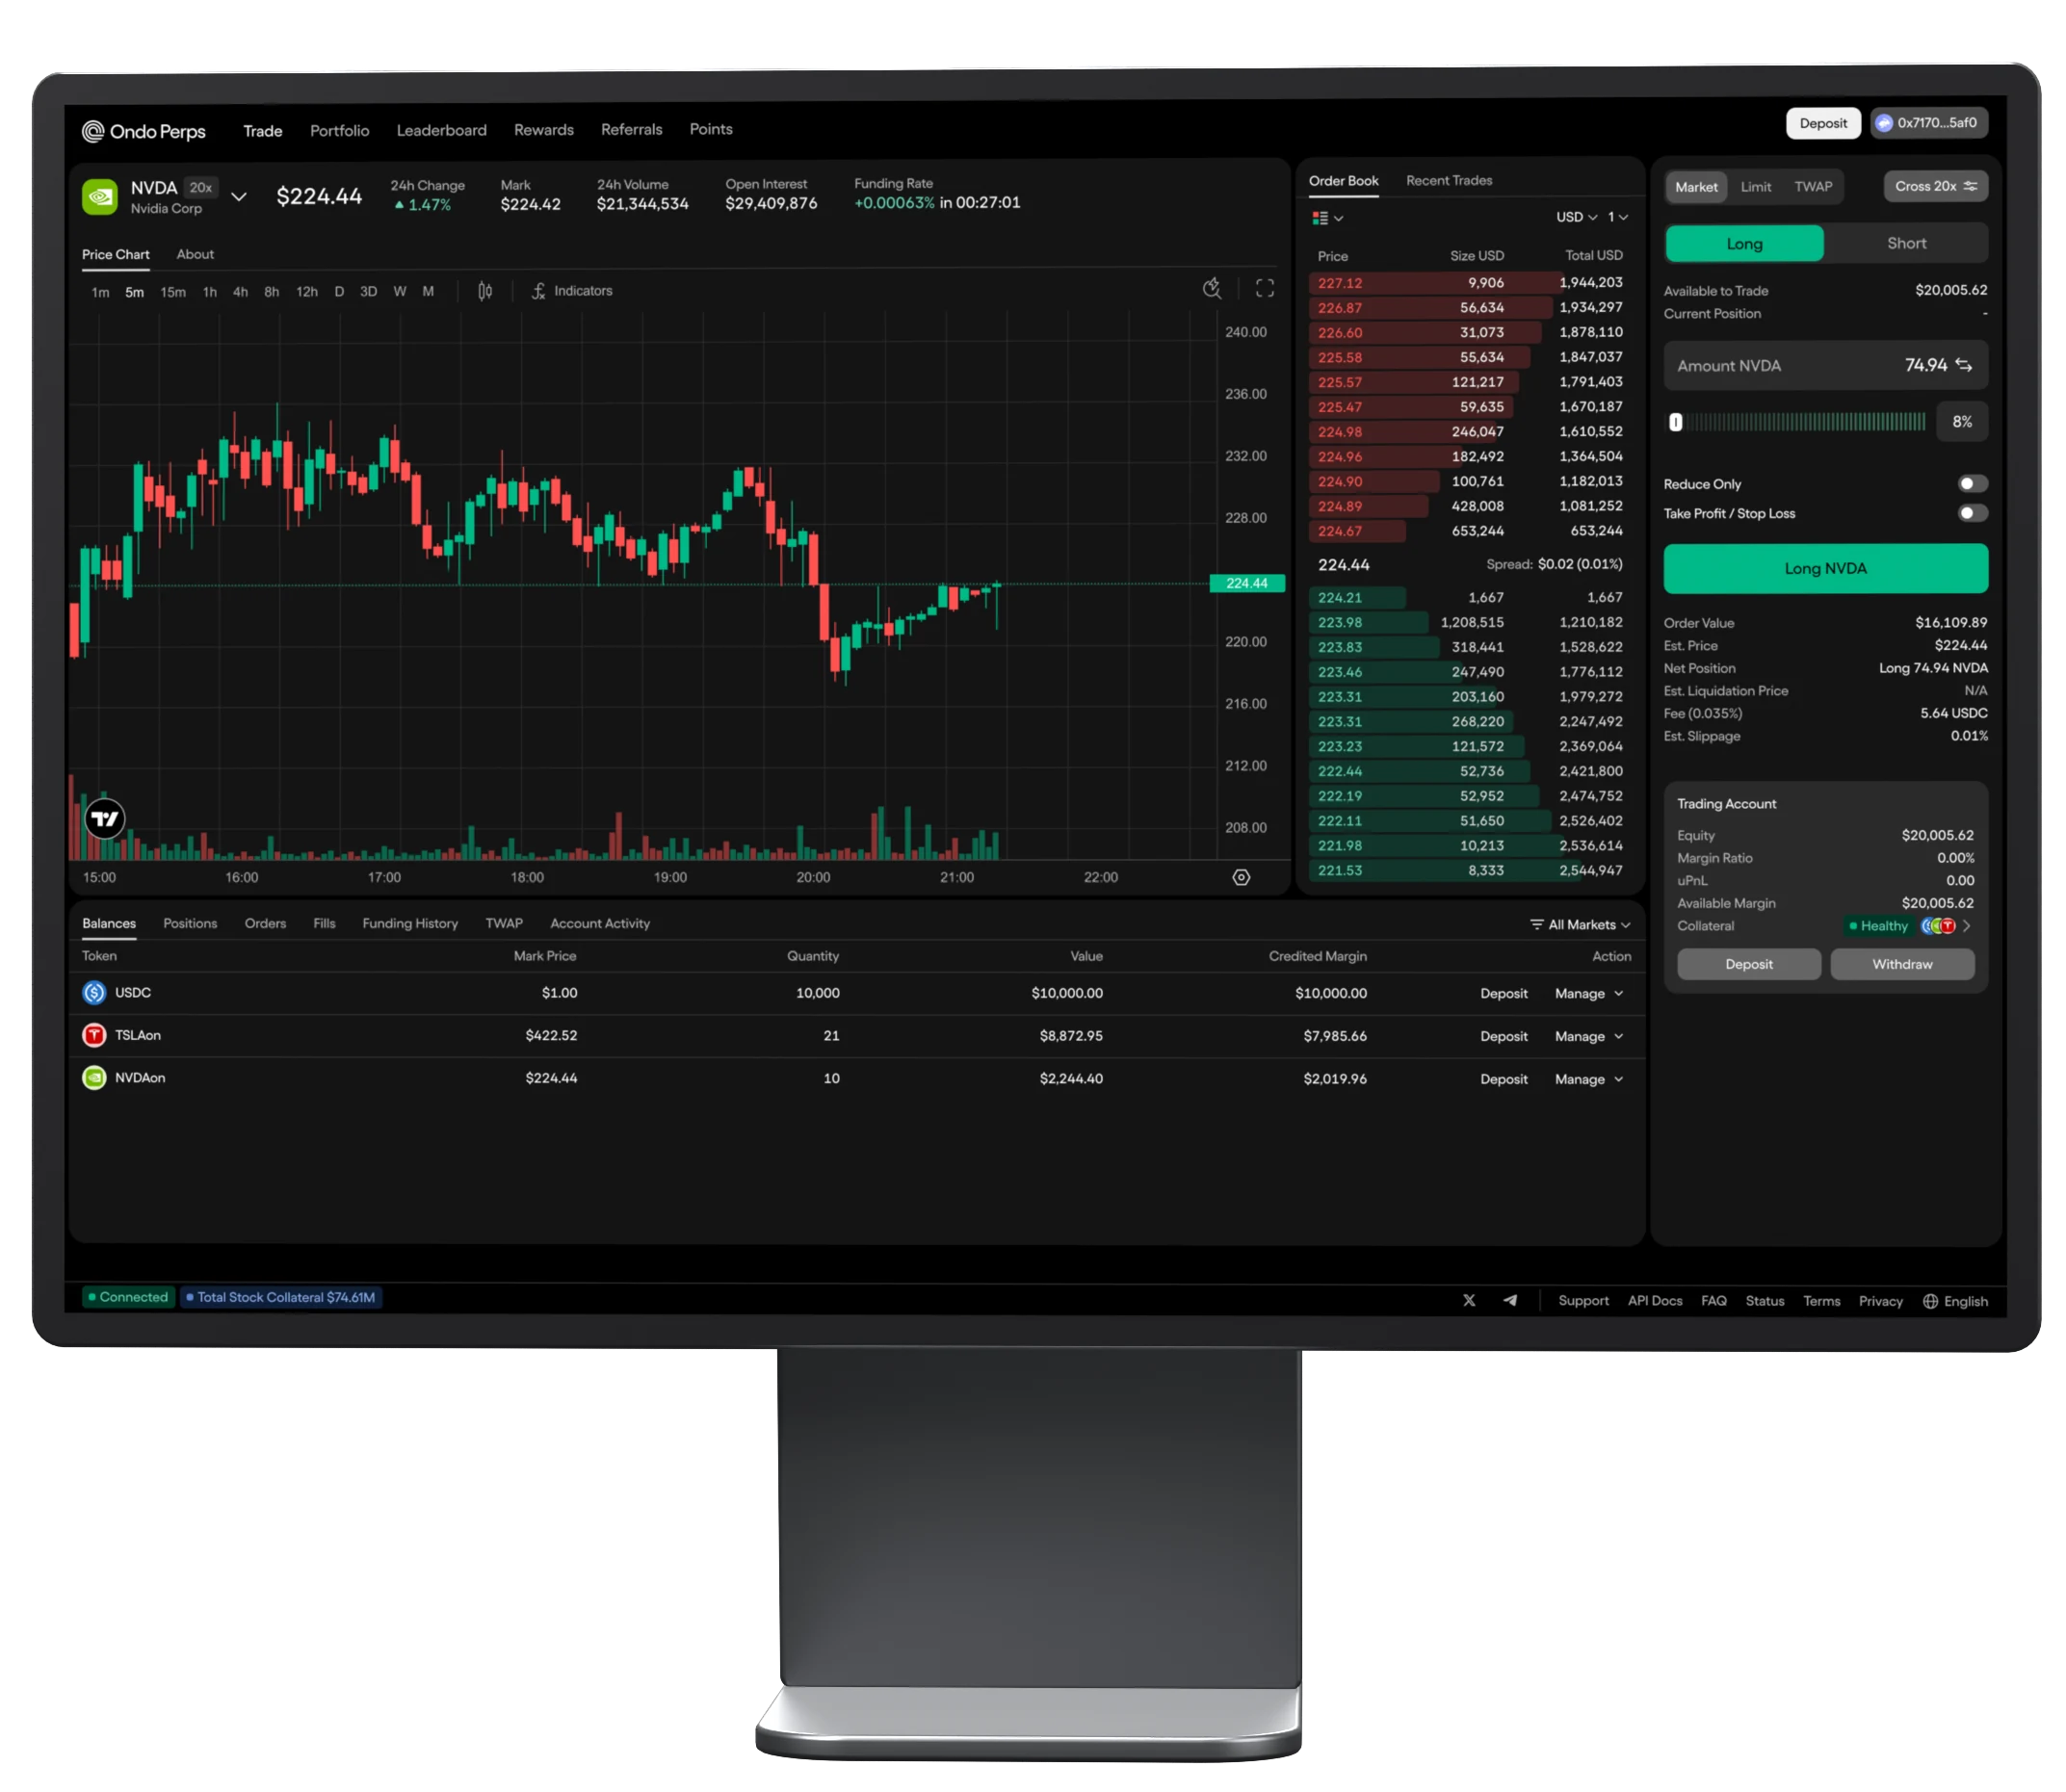 Ondo Perps Trade Portfolio Leaderboard Rewards Referrals Points Deposit 0x7170...5af0
NVDA 20x
Nvidia Corp
$224.44
24h Change
1.47%
Mark
$224.42
24h Volume
$21,344,534
Open Interest
$29,409,876
Funding Rate
+0.00063% in 00:27:01
Price Chart About
1m 5m 15m 1h 4h 8h 12h D 3D W M Indicators
240.00
236.00
232.00
228.00
224.44
220.00
216.00
212.00
208.00
15:00 16:00 17:00 18:00 19:00 20:00 21:00 22:00
Order Book Recent Trades
USD 1
Price Size USD Total USD
227.12 9,906 1,944,203
226.87 56,634 1,934,297
226.60 31,073 1,878,110
225.58 55,634 1,847,037
225.57 121,217 1,791,403
225.47 59,635 1,670,187
224.98 246,047 1,610,552
224.96 182,492 1,364,504
224.90 100,761 1,182,013
224.89 428,008 1,081,252
224.67 653,244 653,244
224.44 Spread: $0.02 (0.01%)
224.21 1,667 1,667
223.98 1,208,515 1,210,182
223.83 318,441 1,528,622
223.46 247,490 1,776,112
223.31 203,160 1,979,272
223.31 268,220 2,247,492
223.23 121,572 2,369,064
222.44 52,736 2,421,800
222.19 52,952 2,474,752
222.11 51,650 2,526,402
221.98 10,213 2,536,614
221.53 8,333 2,544,947
Market Limit TWAP Cross 20x
Long Short
Available to Trade $20,005.62
Current Position -
Amount NVDA 74.94
8%
Reduce Only
Take Profit / Stop Loss
Long NVDA
Order Value $16,109.89
Est. Price $224.44
Net Position Long 74.94 NVDA
Est. Liquidation Price N/A
Fee (0.035%) 5.64 USDC
Est. Slippage 0.01%
Trading Account
Equity $20,005.62
Margin Ratio 0.00%
uPnL 0.00
Available Margin $20,005.62
Collateral Healthy
Deposit Withdraw
Balances Positions Orders Fills Funding History TWAP Account Activity All Markets
Token Mark Price Quantity Value Credited Margin Action
USDC $1.00 10,000 $10,000.00 $10,000.00 Deposit Manage
TSLAon $422.52 21 $8,872.95 $7,985.66 Deposit Manage
NVDAon $224.44 10 $2,244.40 $2,019.96 Deposit Manage
Connected Total Stock Collateral $74.61M Support API Docs FAQ Status Terms Privacy English